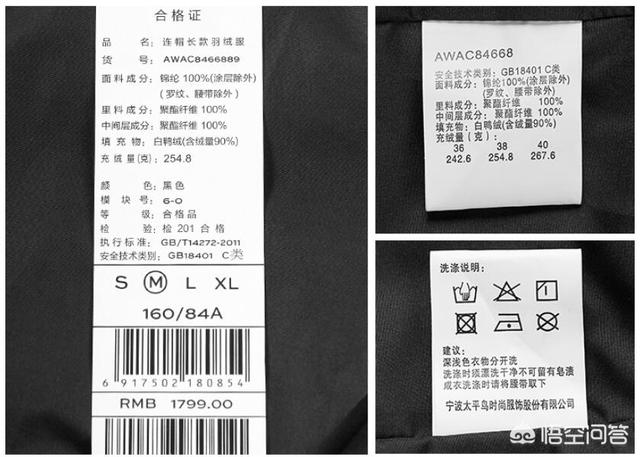 合格证
品 名：连帽长款羽绒服
货 号：AWAC8466889
面料成分：锦纶 100%(涂层除外)
(罗纹、腰带除外)
里料成分：聚酯纤维 100%
中间层成分：聚酯纤维 100%
填 充 物：白鸭绒(含绒量90%)
充绒量(克)：254.8
颜 色：黑色
模 块 号：6-0
等 级：合格品
检 验：检 201 合格
执行标准：GB/T14272-2011
安全技术类别：GB18401 C类
S M L XL
160/84A
6 917502 180854
RMB 1799.00
AWAC84668
安全技术类别：GB18401 C类
面料成分：锦纶100%(涂层除外)
(罗纹、腰带除外)
里料成分：聚酯纤维 100%
中间层成分：聚酯纤维 100%
填充物：白鸭绒(含绒量90%)
充绒量(克)：
36 38 40
242.6 254.8 267.6
洗涤说明：
建议：
深浅色衣物分开洗
洗涤时须漂洗干净不可留有皂渍
成衣洗涤时请将腰带取下
宁波太平鸟时尚服饰股份有限公司
悟空问答